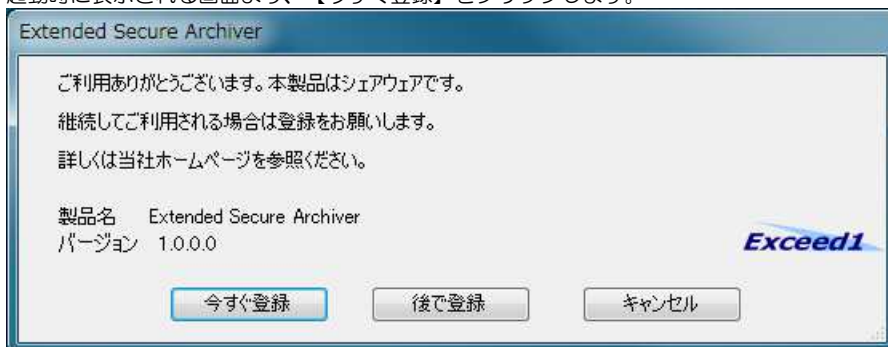 Extended Secure Archiver
ご利用ありがとうございます。本製品はシェアウェアです。
継続してご利用される場合は登録をお願いします。
詳しくは当社ホームページを参照ください。
製品名 Extended Secure Archiver
バージョン 1.0.0.0
Exceed1
今すぐ登録 後で登録 キャンセル